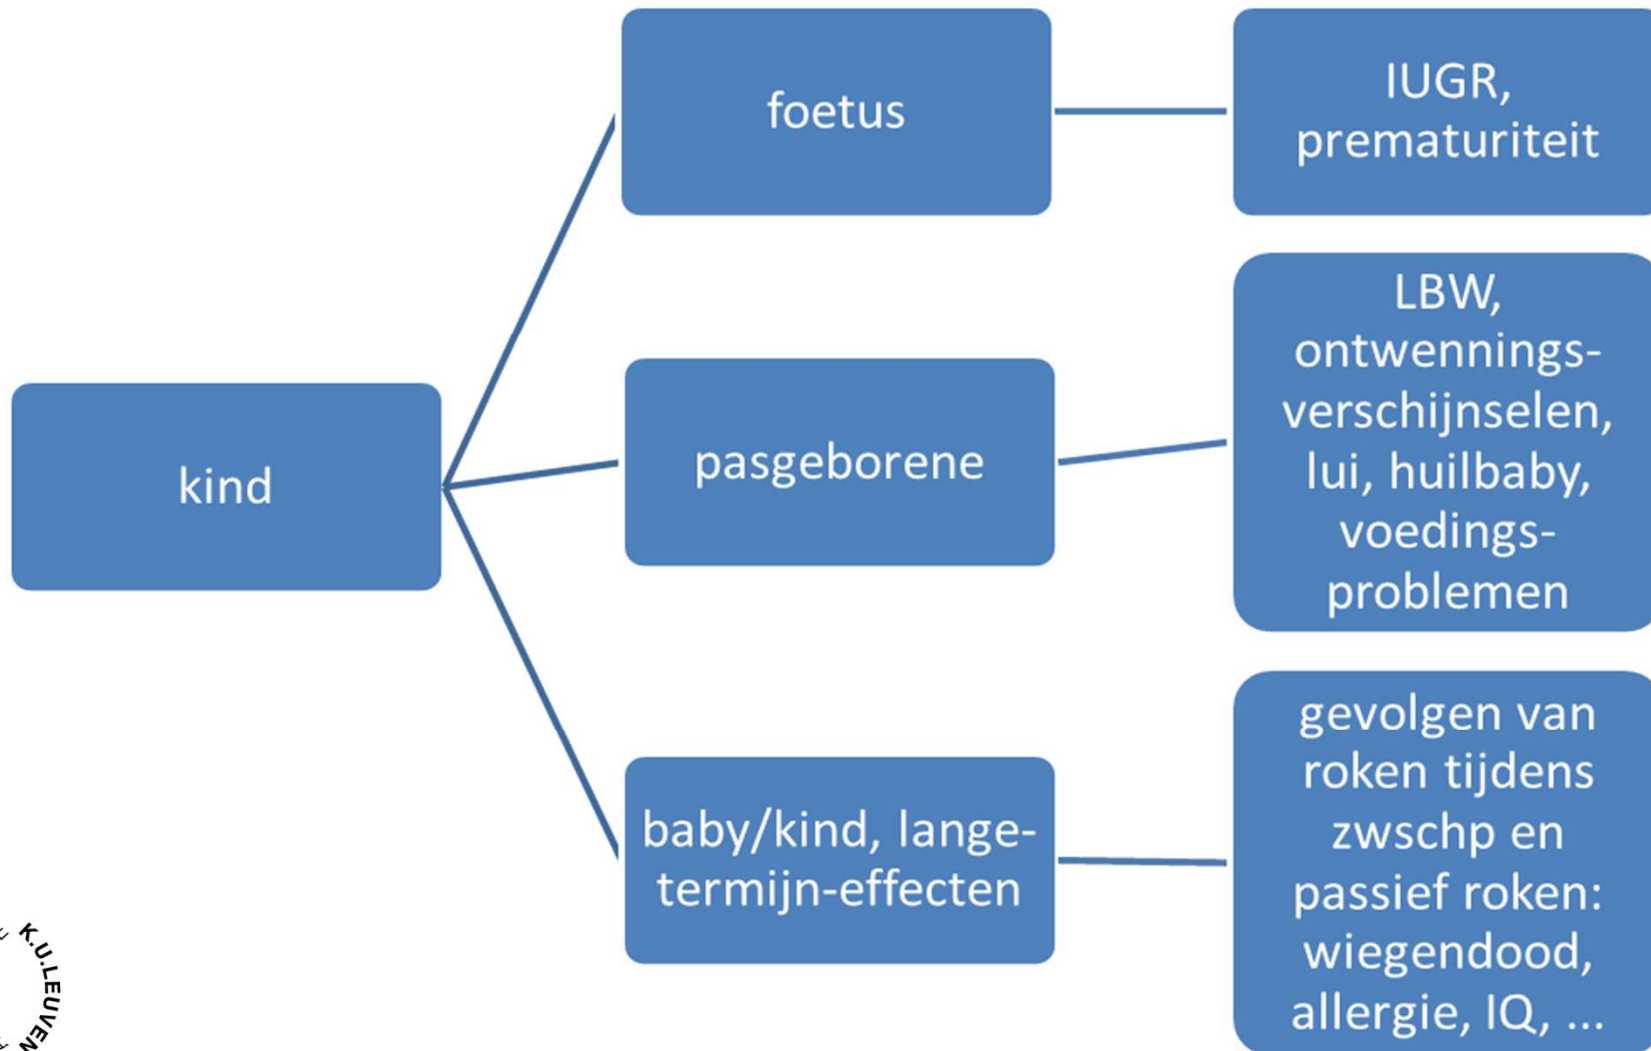 foetus
IUGR,
prematuriteit
kind
pasgeborene
LBW,
ontwennings-
verschijnselen,
lui, huilbaby,
voedings-
problemen
baby/kind, lange-
termijn-effecten
gevolgen van
roken tijdens
zwschp en
passief roken:
wiegendood,
allergie, IQ, ...
K.U.LEUVEN